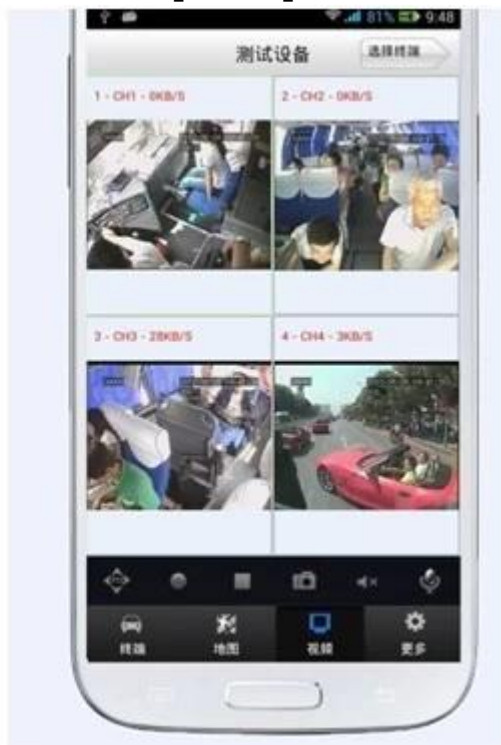 81% 9:48
测试设备 选择终端
1 - CH1 - 0KB/S
2 - CH2 - 0KB/S
3 - CH3 - 28KB/S
4 - CH4 - 3KB/S
终端 地图 视频 更多